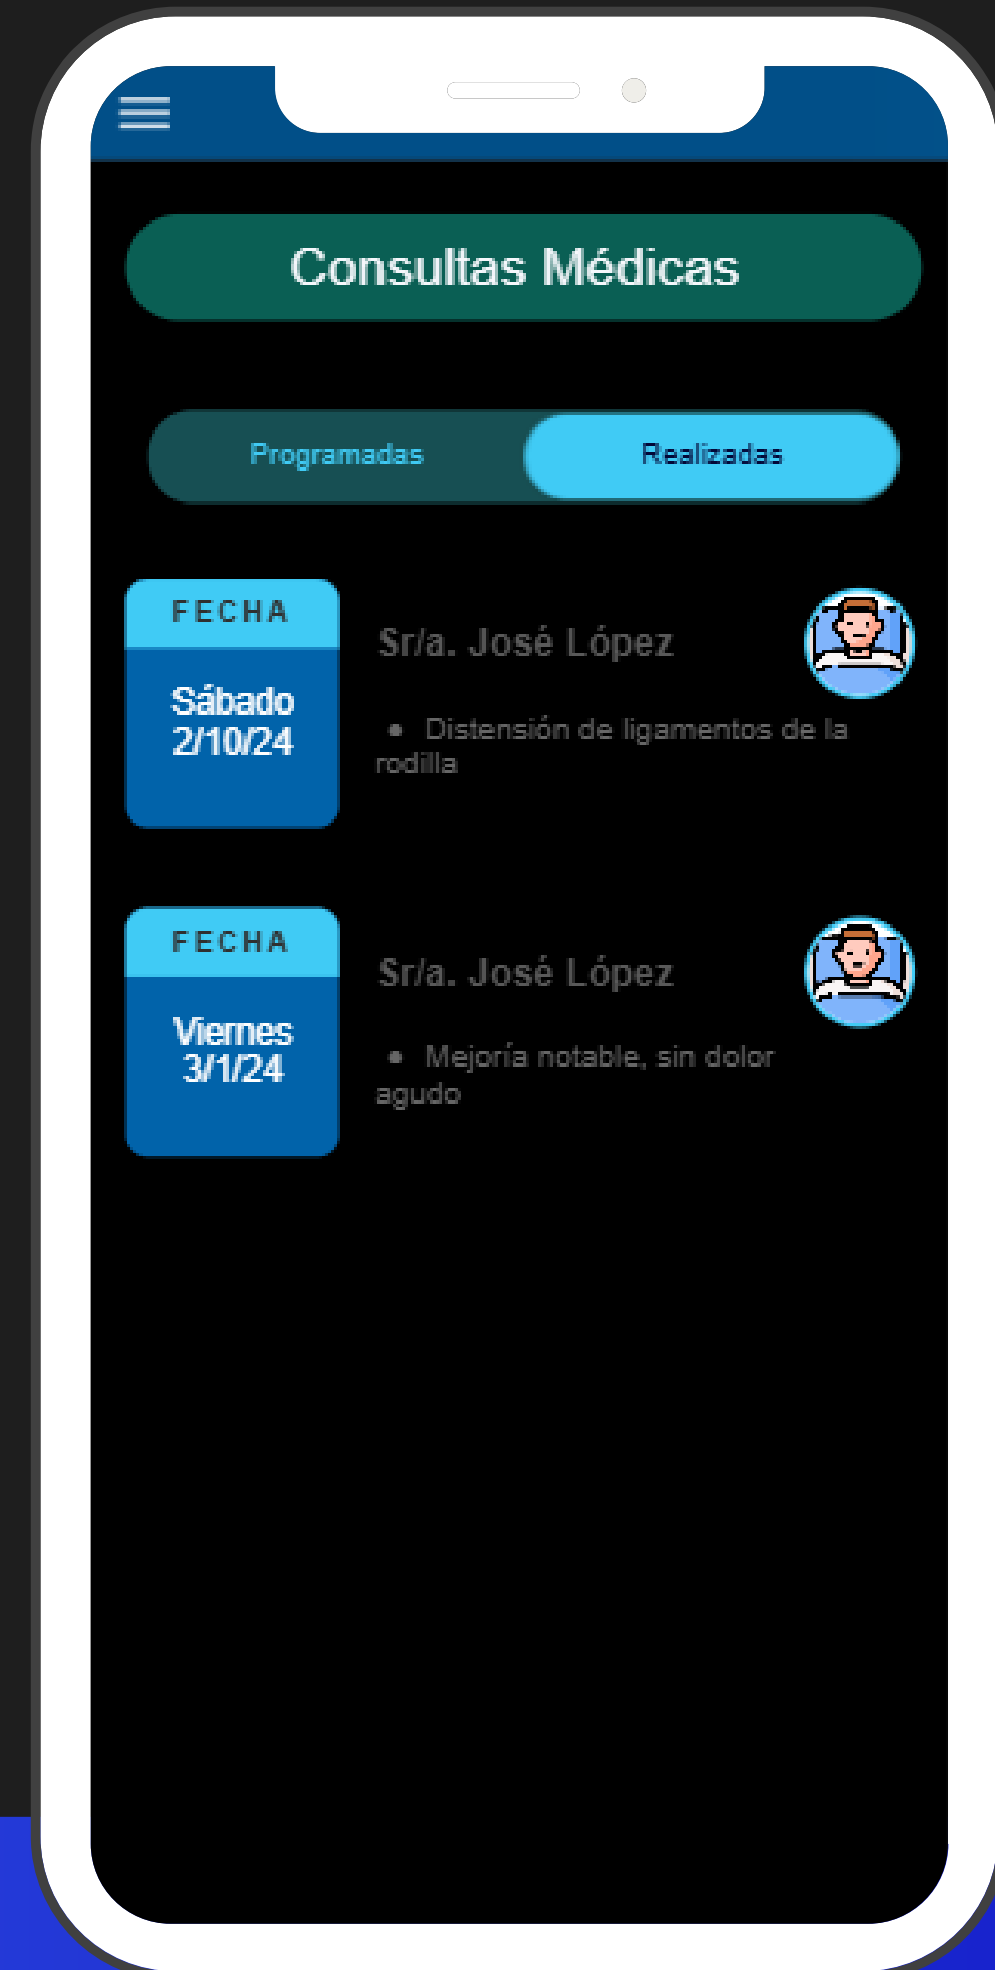 Consultas Médicas
Programadas
Realizadas
FECHA
Sábado
2/10/24
Sr/a. José López
• Distensión de ligamentos de la
rodilla
FECHA
Viernes
3/1/24
Sr/a. José López
• Mejoría notable, sin dolor
agudo